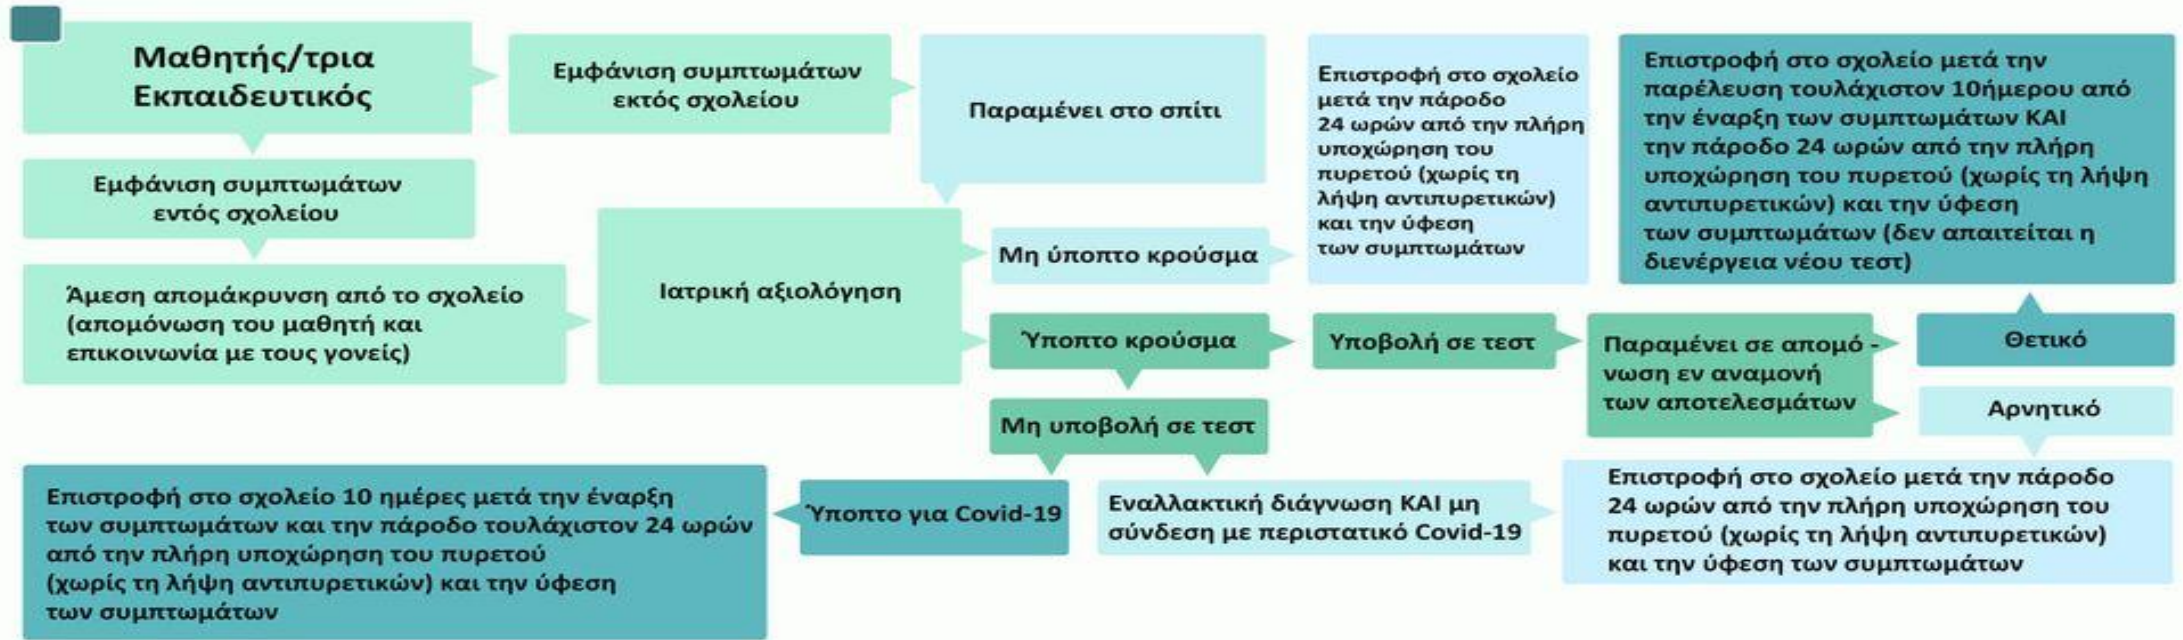 Μαθητής/τρια
Εκπαιδευτικός
Εμφάνιση συμπτωμάτων
εκτός σχολείου
Παραμένει στο σπίτι
Επιστροφή στο σχολείο
μετά την πάροδο
24 ωρών από την πλήρη
υποχώρηση του
πυρετού (χωρίς τη
λήψη αντιπυρετικών)
και την ύφεση
των συμπτωμάτων
Επιστροφή στο σχολείο μετά την
παρέλευση τουλάχιστον 10ήμερου από
την έναρξη των συμπτωμάτων ΚΑΙ
την πάροδο 24 ωρών από την πλήρη
υποχώρηση του πυρετού (χωρίς τη λήψη
αντιπυρετικών) και την ύφεση
των συμπτωμάτων (δεν απαιτείται η
διενέργεια νέου τεστ)
Εμφάνιση συμπτωμάτων
εντός σχολείου
Άμεση απομάκρυνση από το σχολείο
(απομόνωση του μαθητή και
επικοινωνία με τους γονείς)
Ιατρική αξιολόγηση
Μη ύποπτο κρούσμα
Ύποπτο κρούσμα
Υποβολή σε τεστ
Παραμένει σε απομό -
νωση εν αναμονή
των αποτελεσμάτων
Θετικό
Αρνητικό
Μη υποβολή σε τεστ
Επιστροφή στο σχολείο 10 ημέρες μετά την έναρξη
των συμπτωμάτων και την πάροδο τουλάχιστον 24 ωρών
από την πλήρη υποχώρηση του πυρετού
(χωρίς τη λήψη αντιπυρετικών) και την ύφεση
των συμπτωμάτων
Ύποπτο για Covid-19
Εναλλακτική διάγνωση ΚΑΙ μη
σύνδεση με περιστατικό Covid-19
Επιστροφή στο σχολείο μετά την πάροδο
24 ωρών από την πλήρη υποχώρηση του
πυρετού (χωρίς τη λήψη αντιπυρετικών)
και την ύφεση των συμπτωμάτων